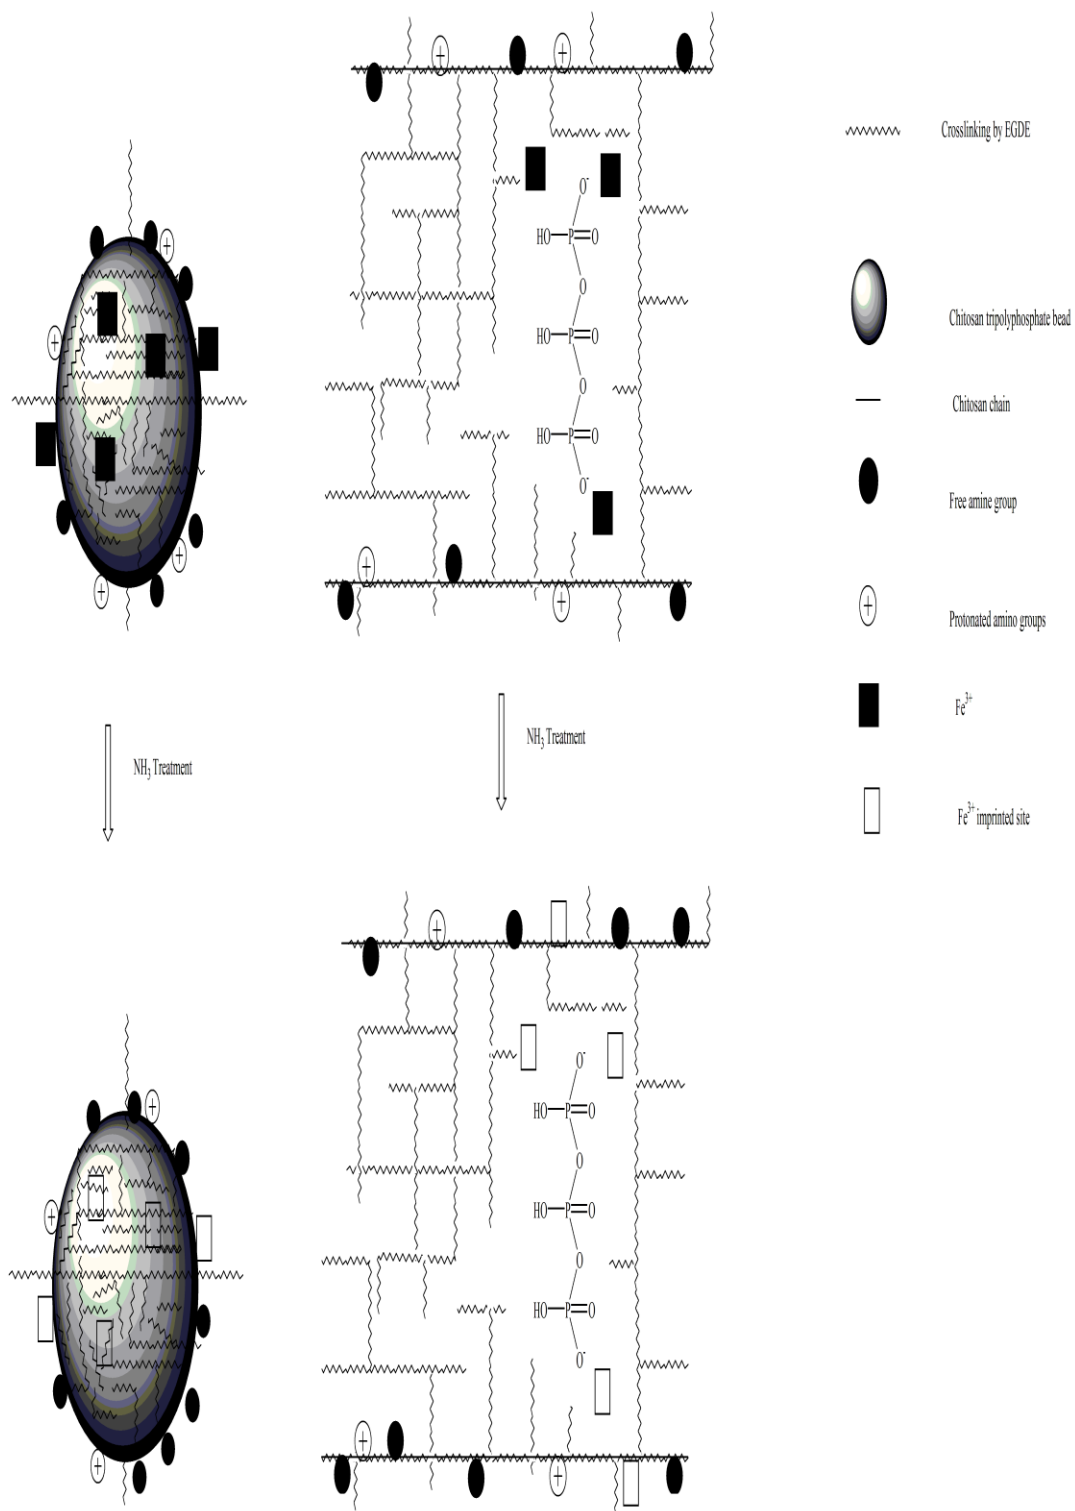 O-
HO-P=O
O
HO-P=O
O
HO-P=O
O-
Crosslinking by EGDE
Chitosan tripolyphosphate bead
Chitosan chain
Free amine group
Protonated amino groups
Fe3+
Fe3+ imprinted site
NH3 Treatment
NH3 Treatment
O-
HO-P=O
O
HO-P=O
O
HO-P=O
O-